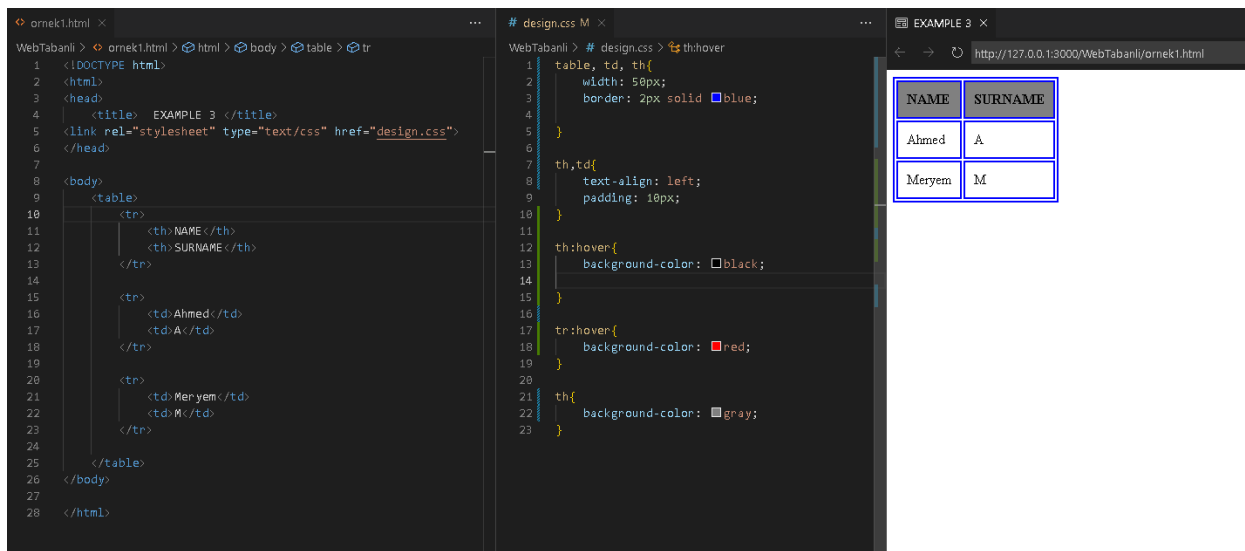 ornek1.html
WebTabanli > ornek1.html > html > body > table > tr
1 <!DOCTYPE html>
2 <html>
3 <head>
4 <title>  EXAMPLE 3 </title>
5 <link rel="stylesheet" type="text/css" href="design.css">
6 </head>
7
8 <body>
9 <table>
10 <tr>
11 <th>NAME</th>
12 <th>SURNAME</th>
13 </tr>
14
15 <tr>
16 <td>Ahmed</td>
17 <td>A</td>
18 </tr>
19
20 <tr>
21 <td>Meryem</td>
22 <td>M</td>
23 </tr>
24
25 </table>
26 </body>
27
28 </html>
# design.css M
WebTabanli > # design.css > th:hover
1 table, td, th{
2 width: 50px;
3 border: 2px solid blue;
4
5 }
6
7 th,td{
8 text-align: left;
9 padding: 10px;
10 }
11
12 th:hover{
13 background-color: black;
14
15 }
16
17 tr:hover{
18 background-color: red;
19 }
20
21 th{
22 background-color: gray;
23 }
EXAMPLE 3
http://127.0.0.1:3000/WebTabanli/ornek1.html
NAME SURNAME
Ahmed A
Meryem M